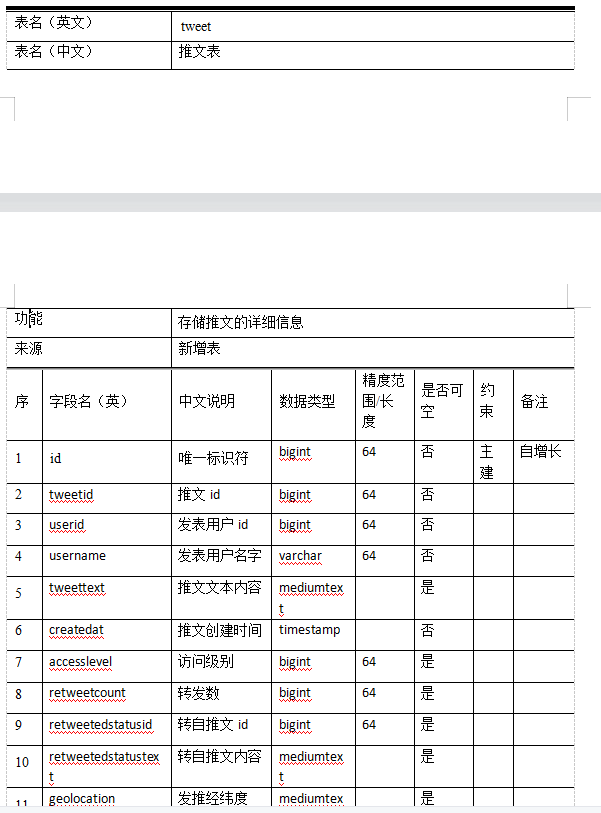 表名（英文） tweet
表名（中文） 推文表
功能 存储推文的详细信息
来源 新增表
序 字段名（英） 中文说明 数据类型 精度范围/长度 是否可空 约束 备注
1 id 唯一标识符 bigint 64 否 主建 自增长
2 tweetid 推文 id bigint 64 否
3 userid 发表用户 id bigint 64 否
4 username 发表用户名字 varchar 64 否
5 tweettext 推文文本内容 mediumtext 是
6 createdat 推文创建时间 timestamp 否
7 accesslevel 访问级别 bigint 64 是
8 retweetcount 转发数 bigint 64 是
9 retweetedstatusid 转自推文 id bigint 64 是
10 retweetedstatustext 转自推文内容 mediumtext 是
11 geolocation 发推经纬度 mediumtex 是